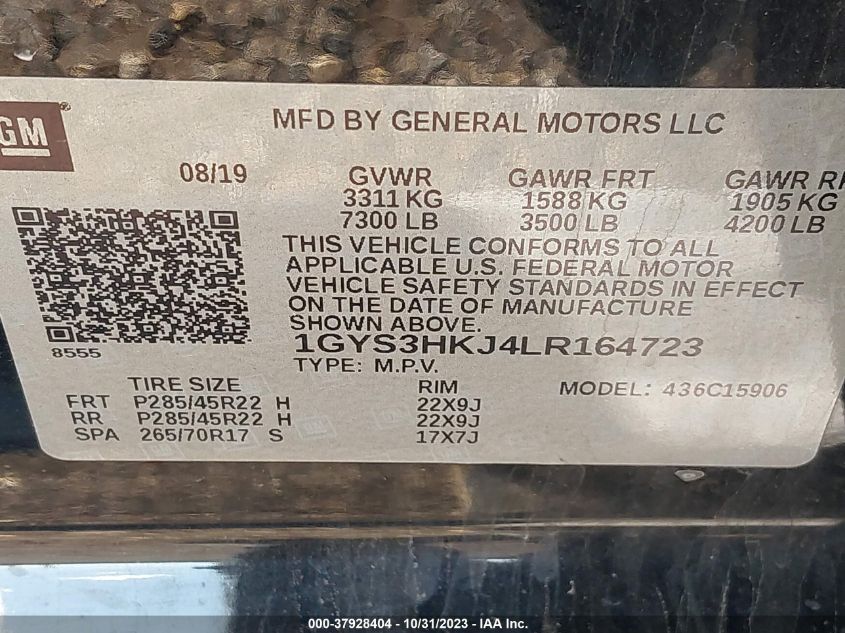 GM®
MFD BY GENERAL MOTORS LLC
08/19 GVWR GAWR FRT GAWR
3311 KG 1588 KG 1905 KG
7300 LB 3500 LB 4200 LB
THIS VEHICLE CONFORMS TO ALL
APPLICABLE U.S. FEDERAL MOTOR
VEHICLE SAFETY STANDARDS IN EFFECT
ON THE DATE OF MANUFACTURE
SHOWN ABOVE.
8555
1GYS3HKJ4LR164723
TYPE: M.P.V.
TIRE SIZE RIM MODEL: 436C15906
FRT P285/45R22 H 22X9J
RR P285/45R22 H 22X9J
SPA 265/70R17 S 17X7J
000-37928404 - 10/31/2023 - IAA Inc.